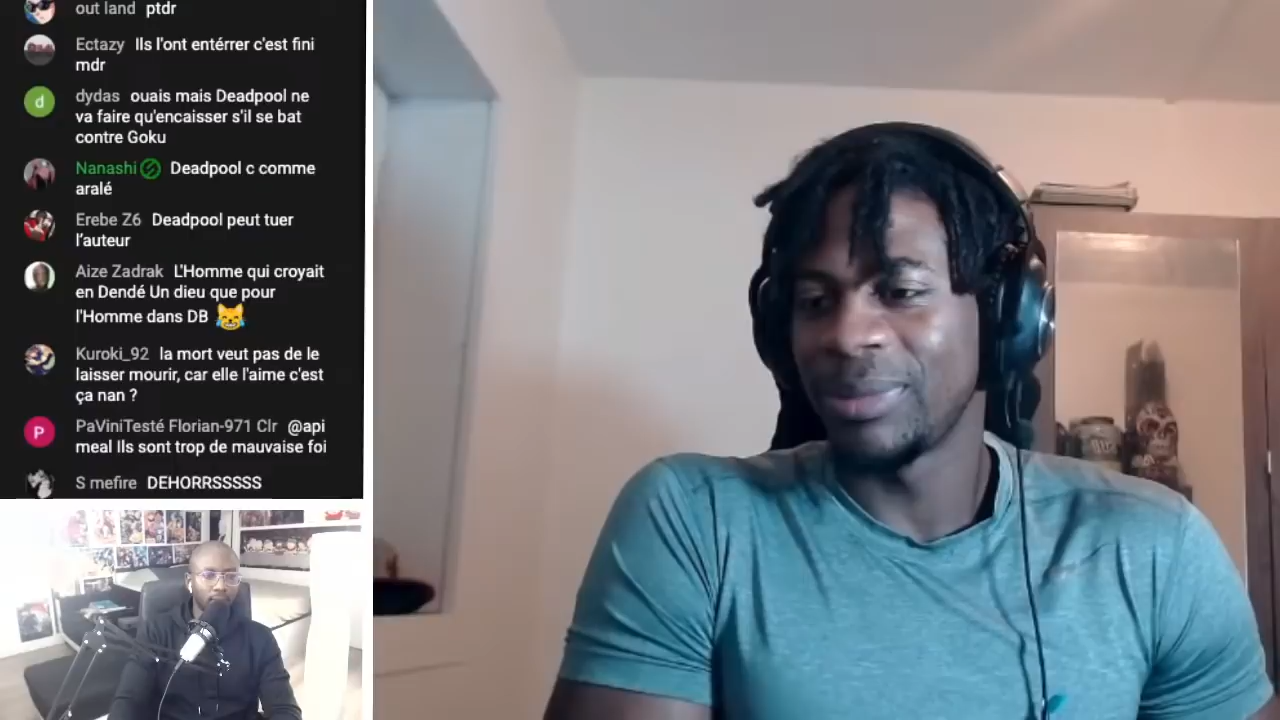 out land ptdr
Ectazy Ils l'ont entérrer c'est fini
mdr
d dydas ouais mais Deadpool ne
va faire qu'encaisser s'il se bat
contre Goku
Nanashi Deadpool c comme
aralé
Erebe Z6 Deadpool peut tuer
l'auteur
Aize Zadrak L'Homme qui croyait
en Dendé Un dieu que pour
l'Homme dans DB
Kuroki_92 la mort veut pas de le
laisser mourir, car elle l'aime c'est
ça nan ?
P PaViniTesté Florian-971 Clr @api
meal Ils sont trop de mauvaise foi
S mefire DEHORRSSSSS